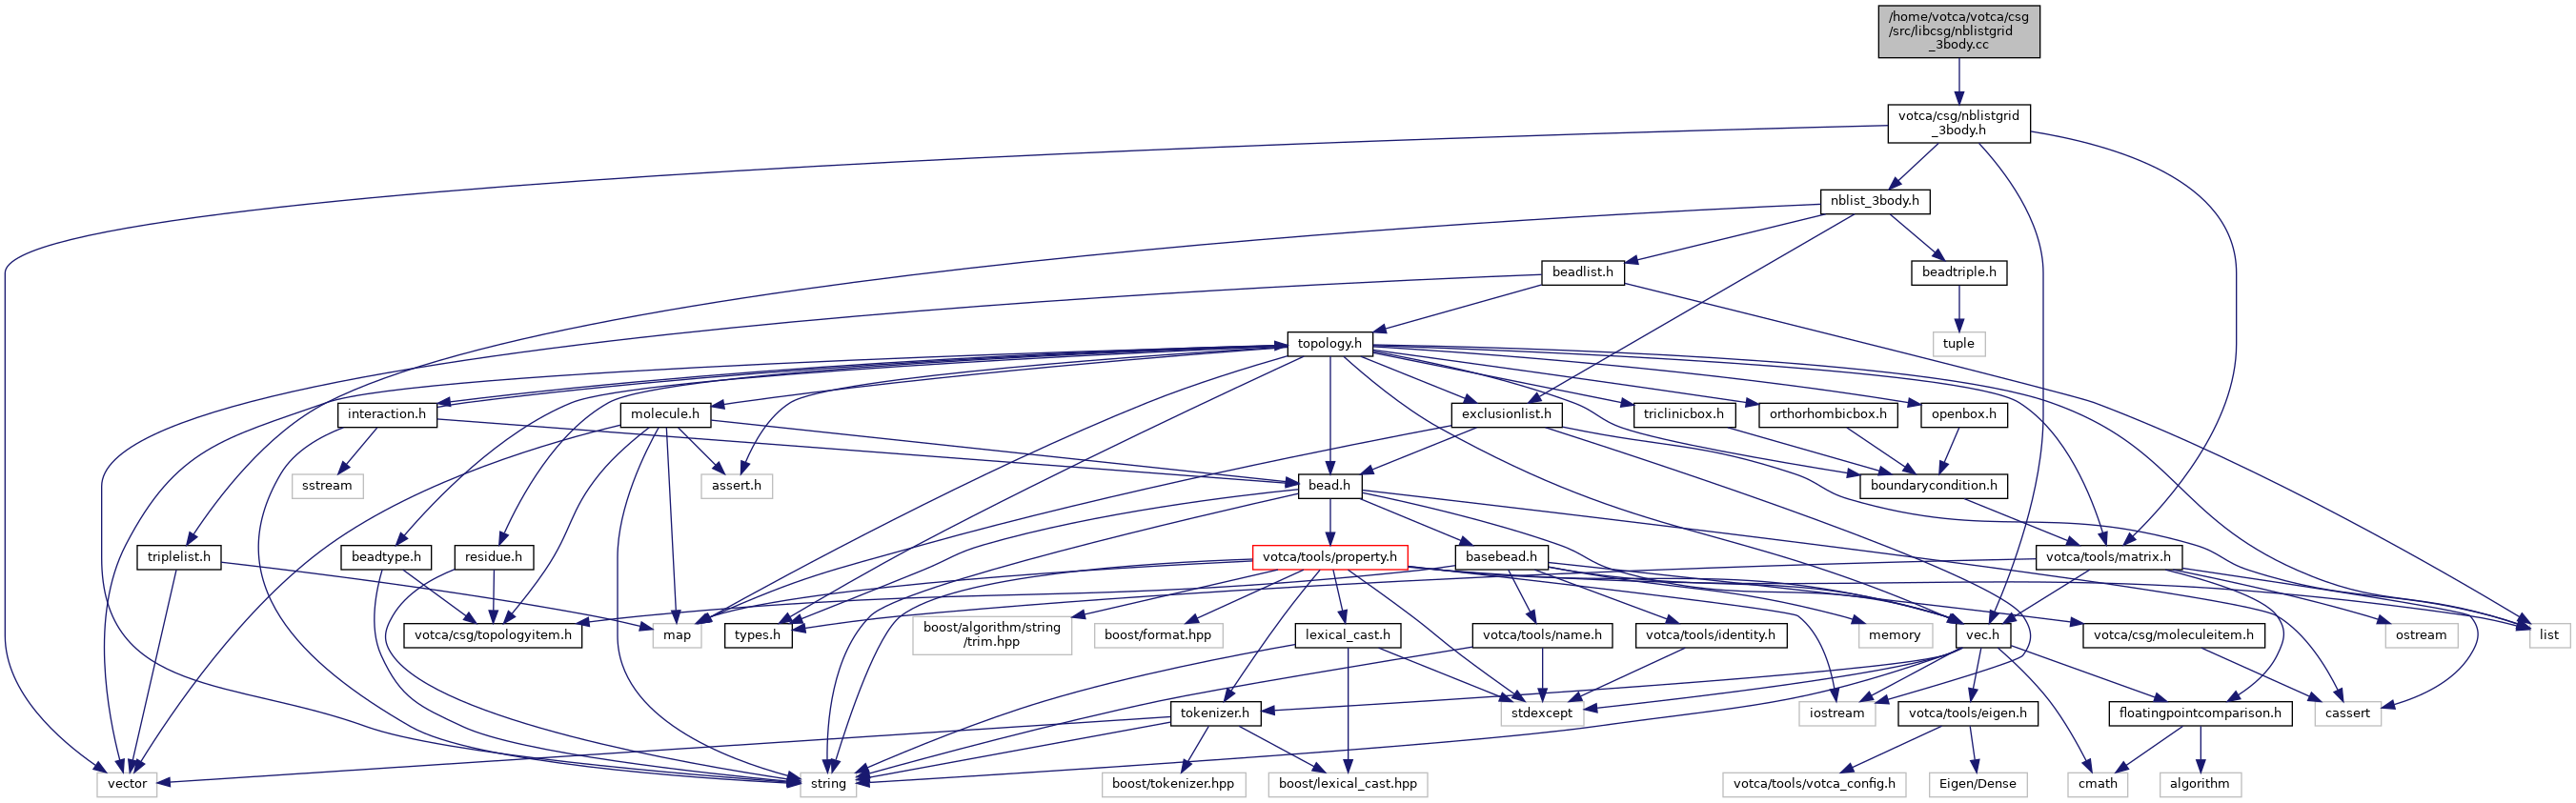 /home/votca/votca/csg
/src/libcsg/nblistgrid
_3body.cc
votca/csg/nblistgrid
_3body.h
nblist_3body.h
beadlist.h
beadtriple.h
topology.h
tuple
interaction.h
molecule.h
exclusionlist.h
triclinicbox.h
orthorhombicbox.h
openbox.h
sstream
assert.h
bead.h
boundarycondition.h
triplelist.h
beadtype.h
residue.h
votca/tools/property.h
basebead.h
votca/tools/matrix.h
votca/csg/topologyitem.h
map
types.h
boost/algorithm/string
/trim.hpp
boost/format.hpp
lexical_cast.h
votca/tools/name.h
votca/tools/identity.h
memory
vec.h
votca/csg/moleculeitem.h
ostream
list
tokenizer.h
stdexcept
iostream
votca/tools/eigen.h
floatingpointcomparison.h
cassert
vector
string
boost/tokenizer.hpp
boost/lexical_cast.hpp
votca/tools/votca_config.h
Eigen/Dense
cmath
algorithm